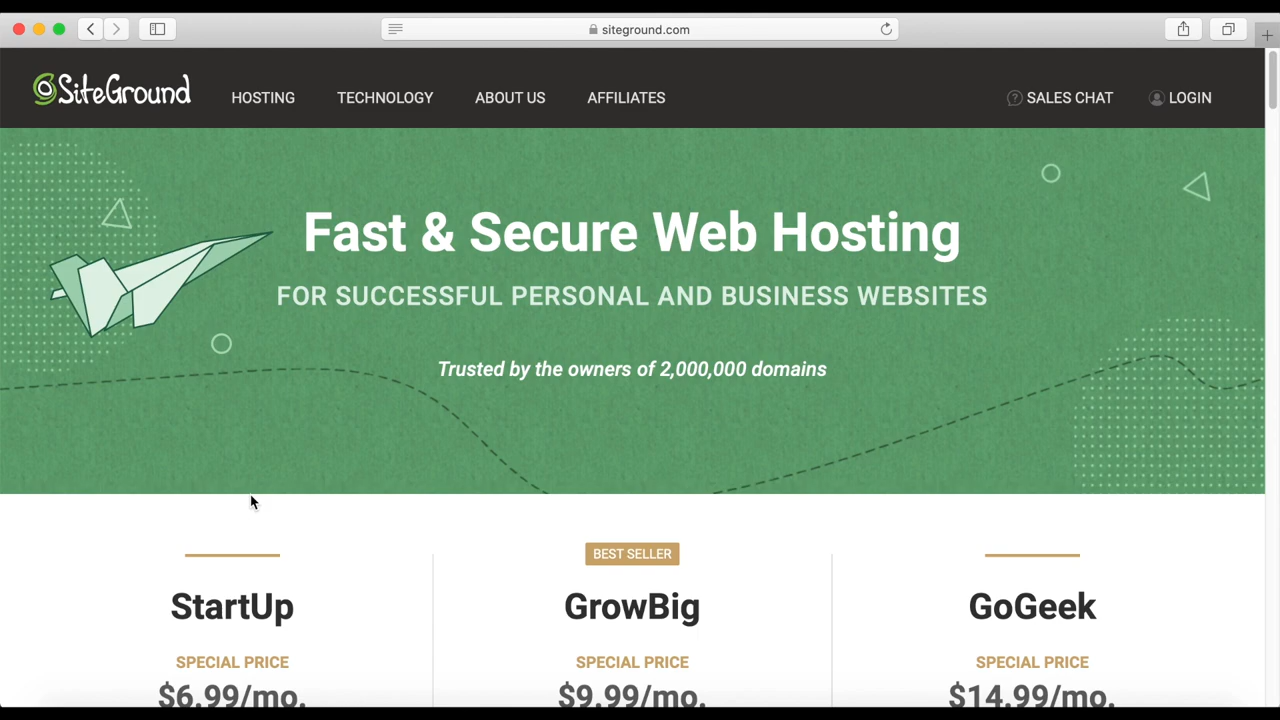 siteground.com
SiteGround
HOSTING
TECHNOLOGY
ABOUT US
AFFILIATES
SALES CHAT
LOGIN
Fast & Secure Web Hosting
FOR SUCCESSFUL PERSONAL AND BUSINESS WEBSITES
Trusted by the owners of 2,000,000 domains
StartUp
SPECIAL PRICE
$6.99/mo.
BEST SELLER
GrowBig
SPECIAL PRICE
$9.99/mo.
GoGeek
SPECIAL PRICE
$14.99/mo.